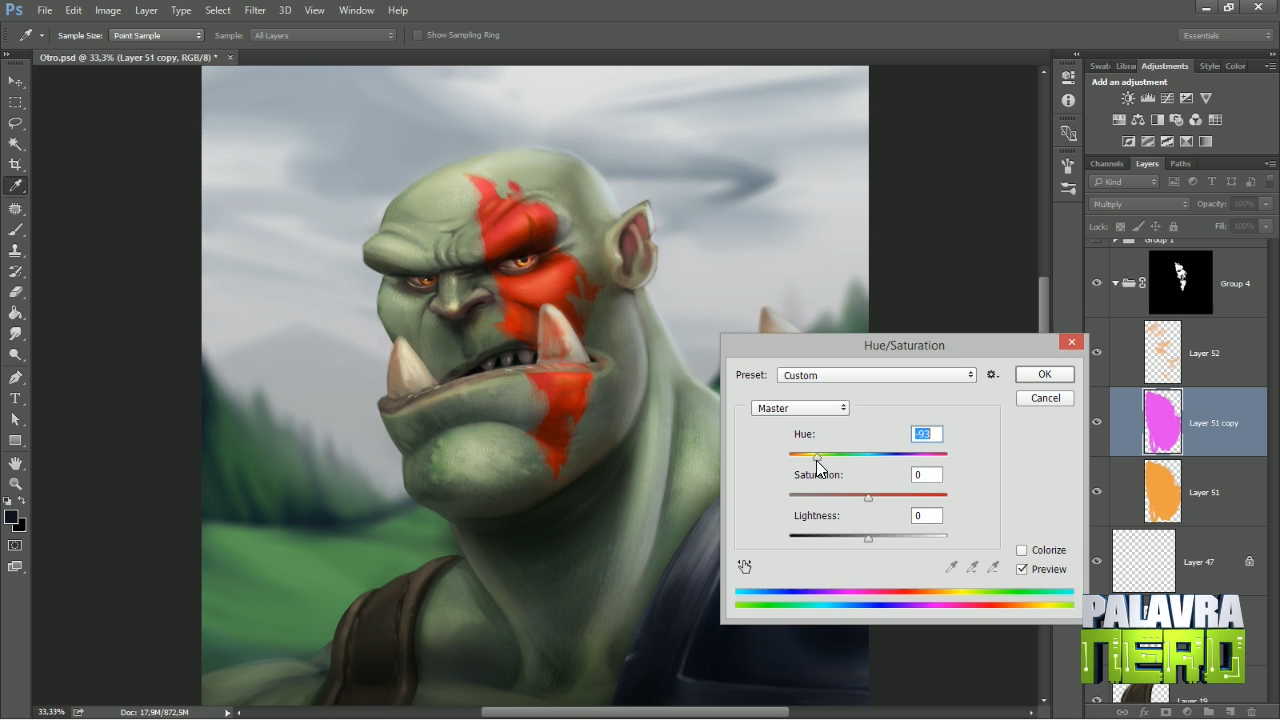 Ps File Edit Image Layer Type Select Filter 3D View Window Help
Sample Size: Point Sample Sample: All Layers Show Sampling Ring Essentials
Otro.psd @ 33,3% (Layer 51 copy, RGB/8) * ×
Swab Libra Adjustments Style Color
Add an adjustment
Channels Layers Paths
Kind
Multiply Opacity: 100%
Lock: Fill: 100%
Group 1
Group 4
Layer 52
Layer 51 copy
Layer 51
Layer 47
Layer 19
Hue/Saturation
Preset: Custom OK
Cancel
Master
Hue: -93
Saturation: 0
Lightness: 0
Colorize
Preview
PALAVRA
NERD
33,33% Doc: 17,9M/872,5M